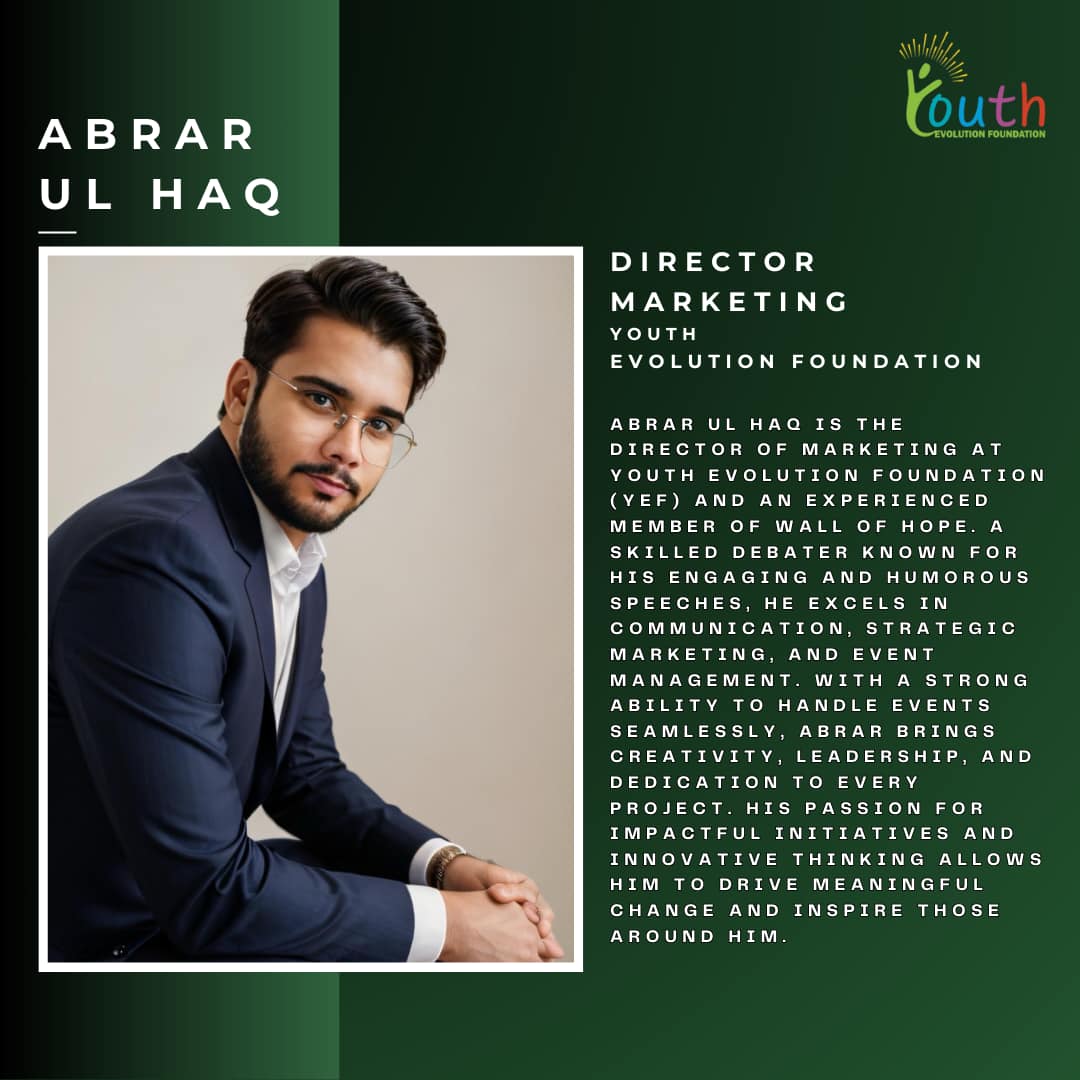 ABRAR
UL HAQ
Youth
EVOLUTION FOUNDATION
DIRECTOR
MARKETING
YOUTH
EVOLUTION FOUNDATION
ABRAR UL HAQ IS THE
DIRECTOR OF MARKETING AT
YOUTH EVOLUTION FOUNDATION
(YEF) AND AN EXPERIENCED
MEMBER OF WALL OF HOPE. A
SKILLED DEBATER KNOWN FOR
HIS ENGAGING AND HUMOROUS
SPEECHES, HE EXCELS IN
COMMUNICATION, STRATEGIC
MARKETING, AND EVENT
MANAGEMENT. WITH A STRONG
ABILITY TO HANDLE EVENTS
SEAMLESSLY, ABRAR BRINGS
CREATIVITY, LEADERSHIP, AND
DEDICATION TO EVERY
PROJECT. HIS PASSION FOR
IMPACTFUL INITIATIVES AND
INNOVATIVE THINKING ALLOWS
HIM TO DRIVE MEANINGFUL
CHANGE AND INSPIRE THOSE
AROUND HIM.